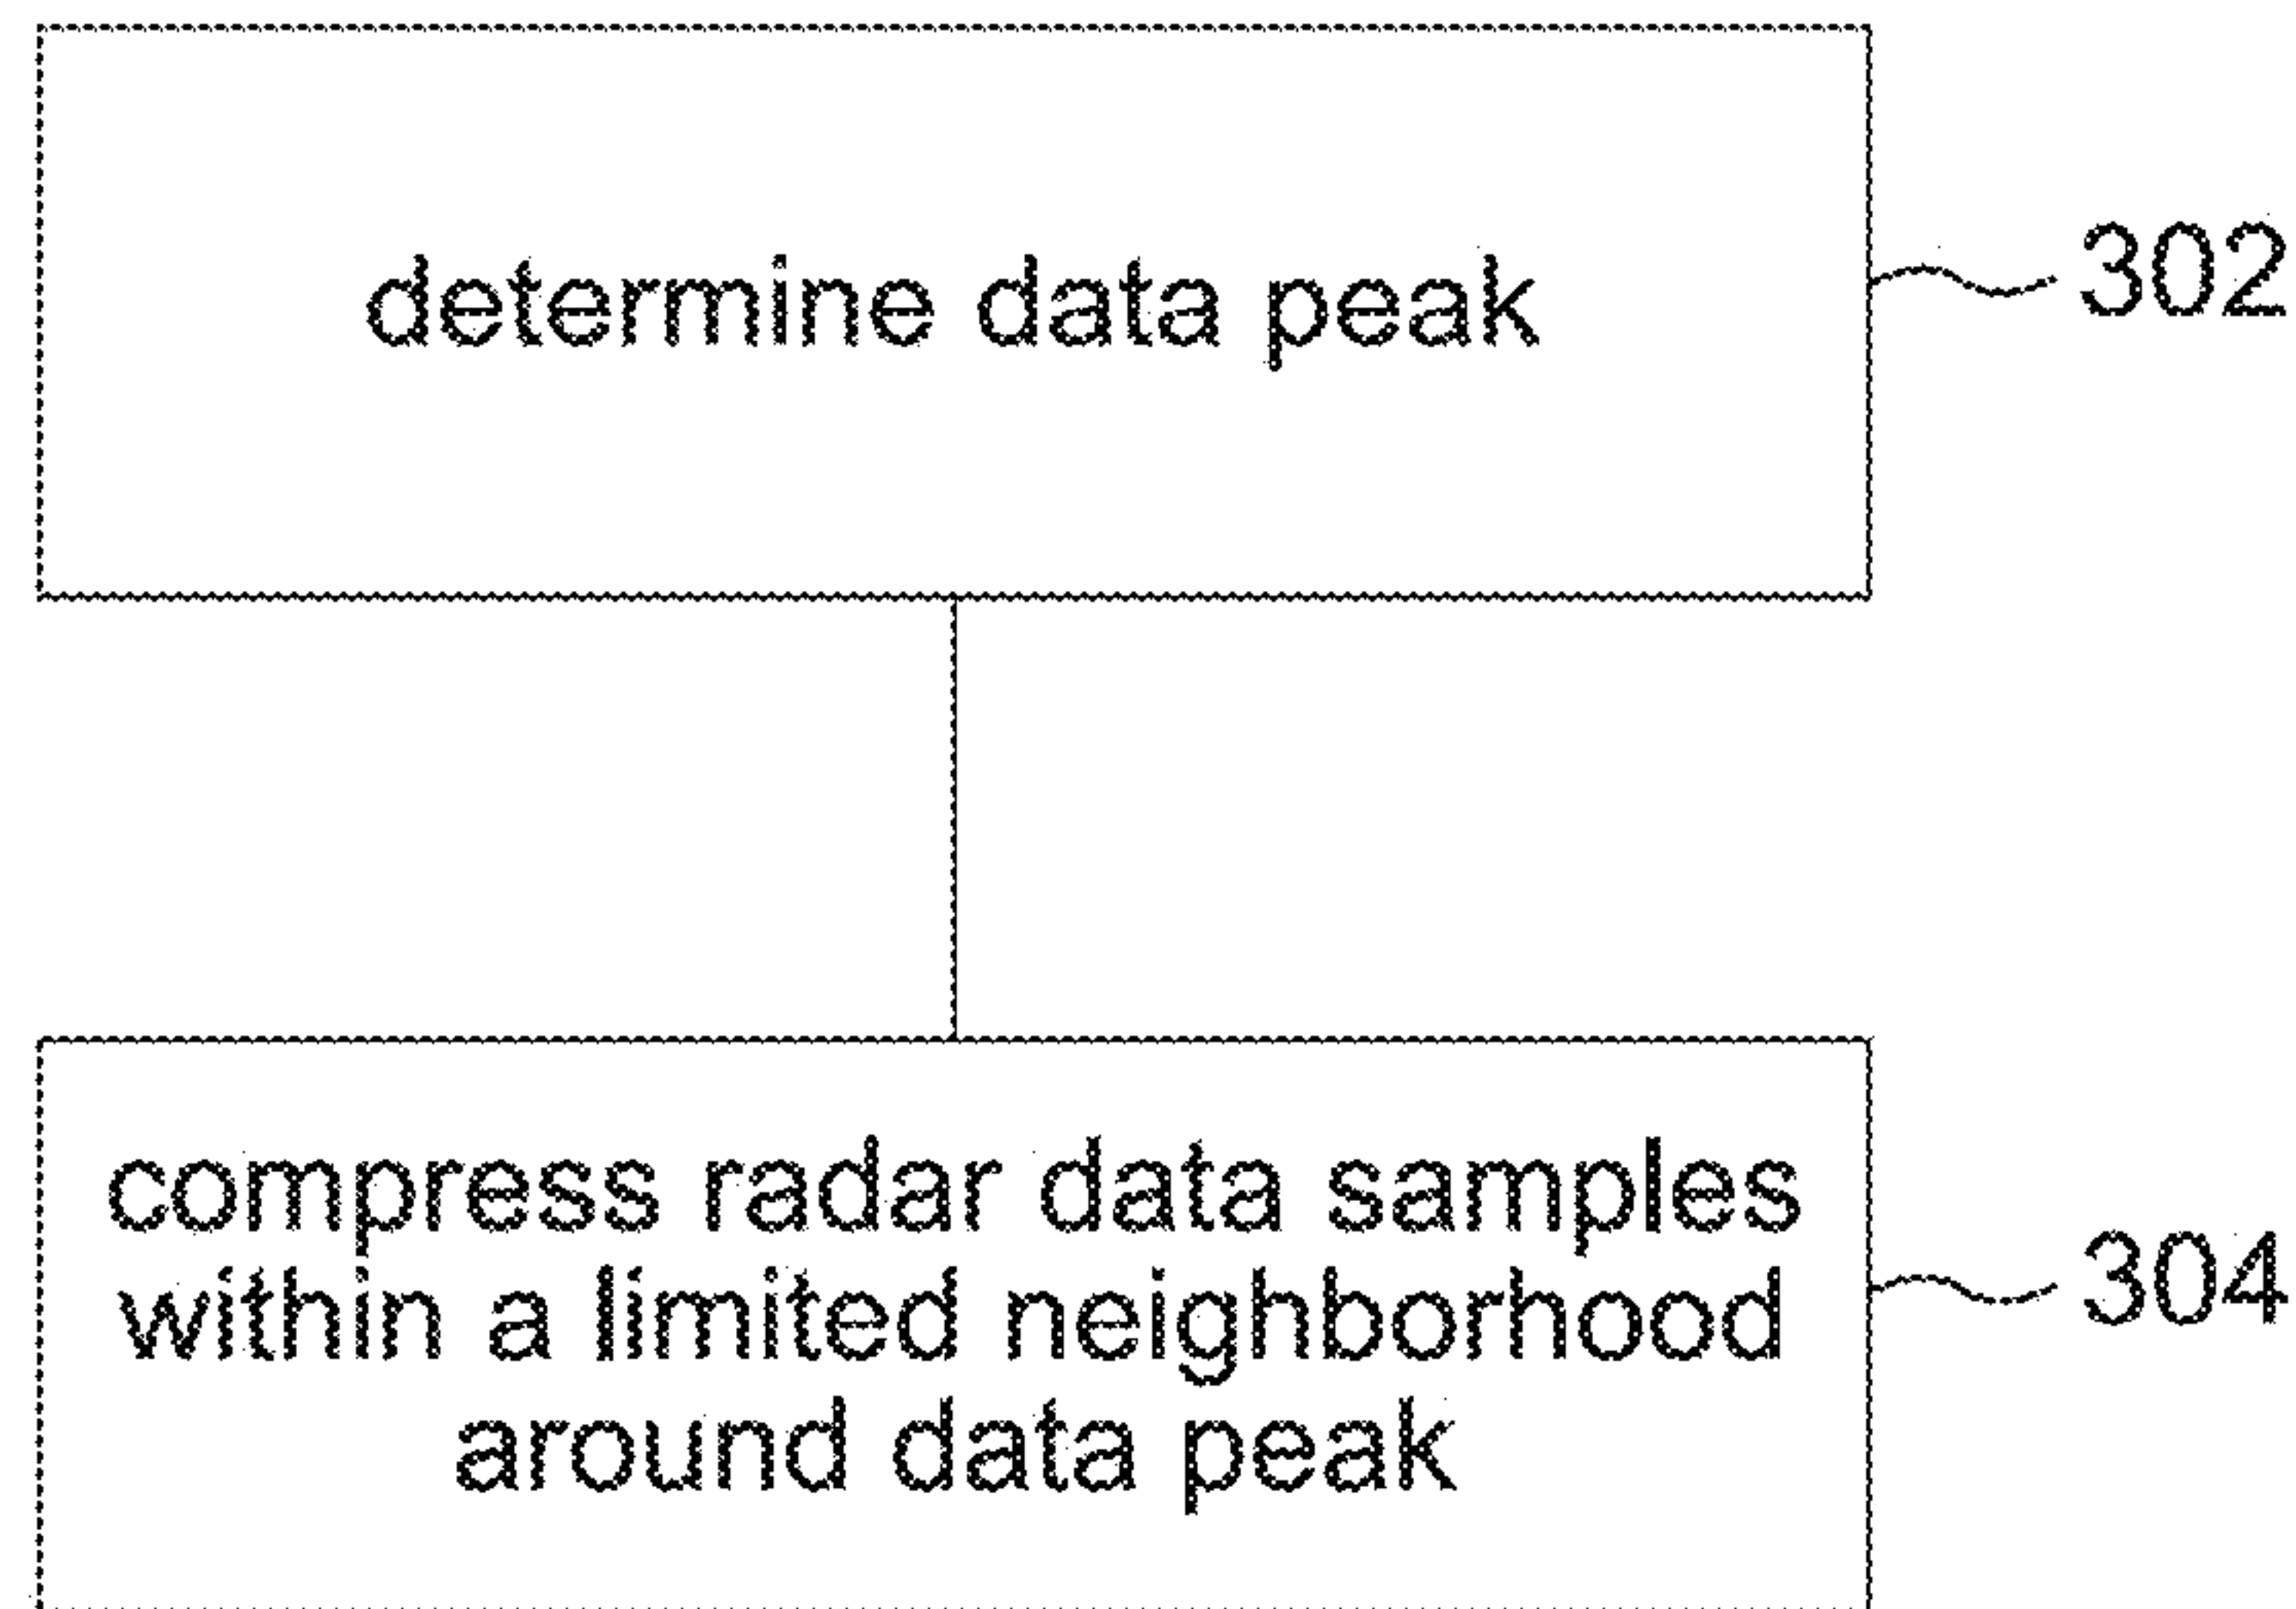 determine data peak
302
compress radar data samples
within a limited neighborhood
around data peak
304